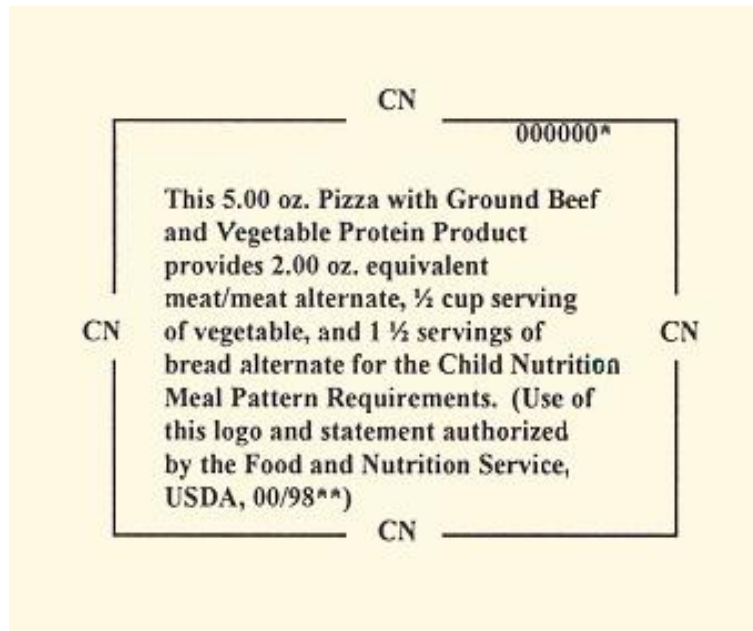 CN
000000*
This 5.00 oz. Pizza with Ground Beef
and Vegetable Protein Product
provides 2.00 oz. equivalent
meat/meat alternate, ½ cup serving
CN of vegetable, and 1 ½ servings of CN
bread alternate for the Child Nutrition
Meal Pattern Requirements. (Use of
this logo and statement authorized
by the Food and Nutrition Service,
USDA, 00/98**)
CN